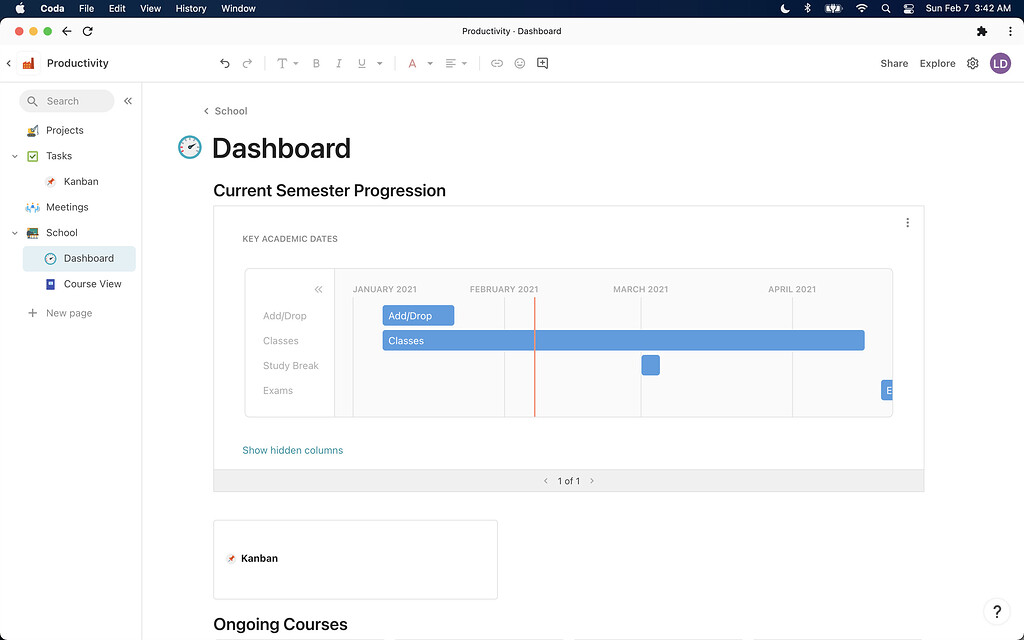 Coda File Edit View History Window Sun Feb 7 3:42 AM
Productivity · Dashboard
Productivity Share Explore LD
Search
Projects
Tasks
Kanban
Meetings
School
Dashboard
Course View
New page
School
Dashboard
Current Semester Progression
KEY ACADEMIC DATES
JANUARY 2021 FEBRUARY 2021 MARCH 2021 APRIL 2021
Add/Drop Add/Drop
Classes Classes
Study Break
Exams E
Show hidden columns
1 of 1
Kanban
Ongoing Courses
?